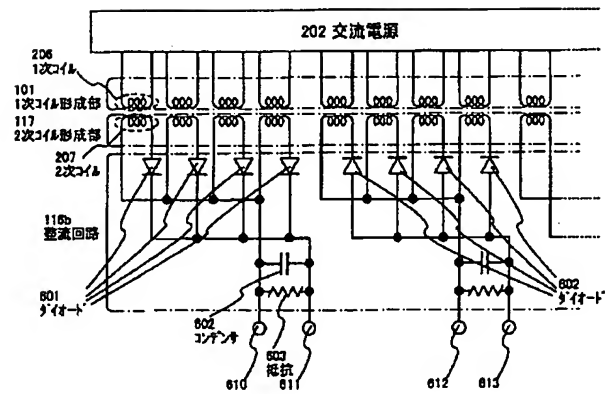 202 交流電源
206
1次コイル
101
1次コイル形成部
117
2次コイル形成部
207
2次コイル
116b
整流回路
601
ダイオード
602
コンデンサ
603
抵抗
602
ダイオード
610
611
612
613